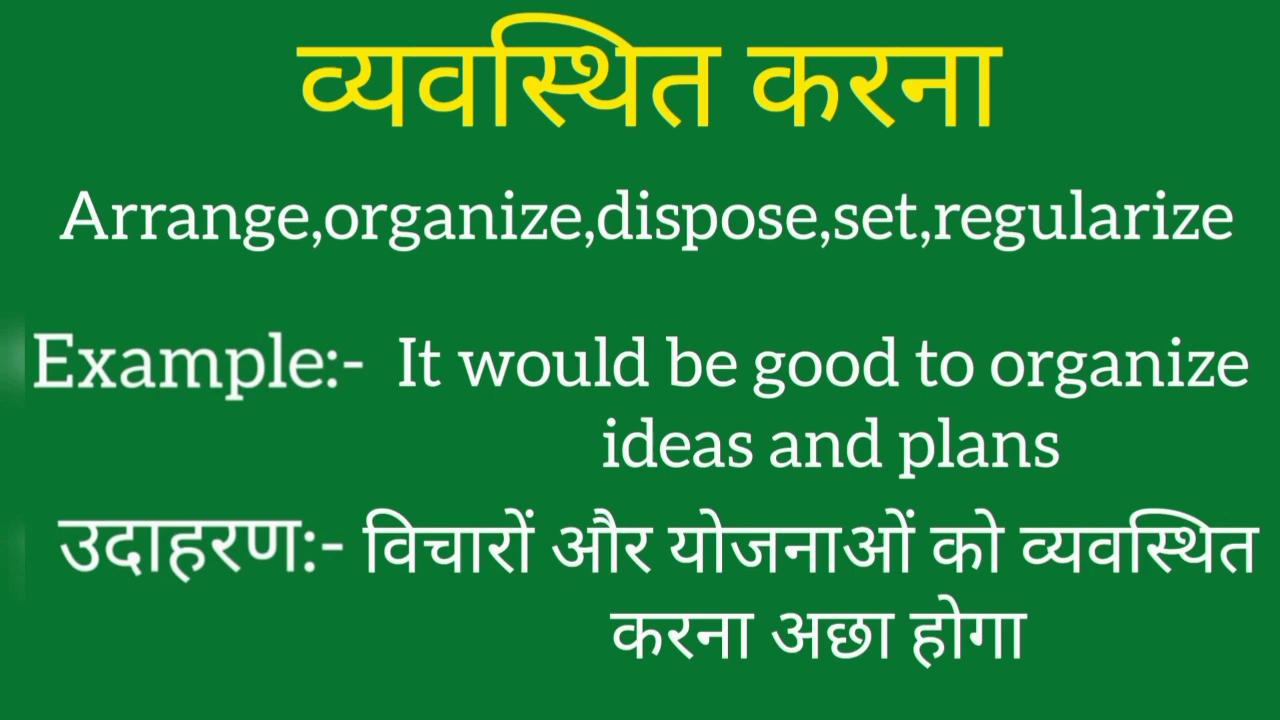 व्यवस्थित करना
Arrange,organize,dispose,set,regularize
Example:- It would be good to organize
ideas and plans
उदाहरण:- विचारों और योजनाओं को व्यवस्थित
करना अछा होगा